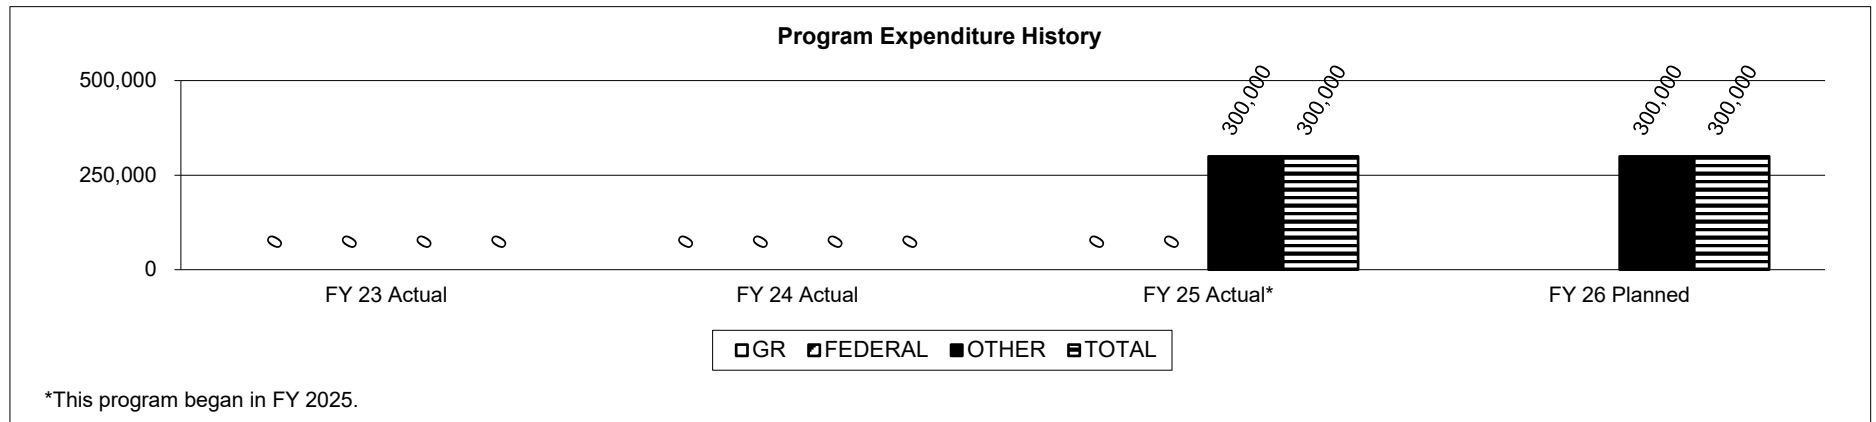 Program Expenditure History
500,000
250,000
0
0 0 0 0 0 0 0 0 0 0 300,000 300,000 300,000 300,000
FY 23 Actual FY 24 Actual FY 25 Actual* FY 26 Planned
GR FEDERAL OTHER TOTAL
*This program began in FY 2025.